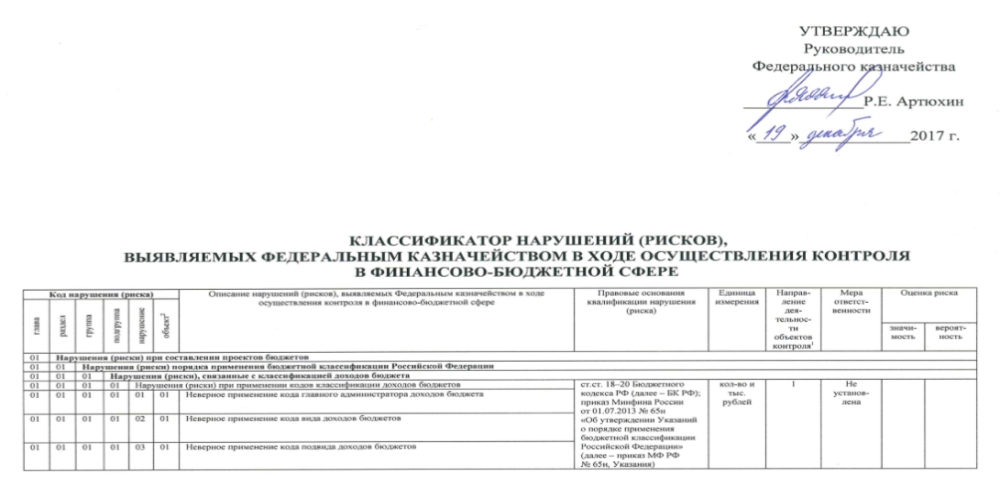 УТВЕРЖДАЮ
Руководитель
Федерального казначейства
Р.Е. Артюхин
« 19 » декабря 2017 г.
КЛАССИФИКАТОР НАРУШЕНИЙ (РИСКОВ),
ВЫЯВЛЯЕМЫХ ФЕДЕРАЛЬНЫМ КАЗНАЧЕЙСТВОМ В ХОДЕ ОСУЩЕСТВЛЕНИЯ КОНТРОЛЯ
В ФИНАНСОВО-БЮДЖЕТНОЙ СФЕРЕ
Код нарушения (риска)
глава
раздел
группа
подгруппа
нарушение
объект²
Описание нарушений (рисков), выявляемых Федеральным казначейством в ходе
осуществления контроля в финансово-бюджетной сфере
Правовые основания
квалификации нарушения
(риска)
Единица
измерения
Направ-
ление
дея-
тельнос-
ти
объектов
контроля¹
Мера
ответст-
венности
Оценка риска
значи-
мость
вероят-
ность
01 Нарушения (риски) при составлении проектов бюджетов
01 01 Нарушения (риски) порядка применения бюджетной классификации Российской Федерации
01 01 01 Нарушения (риски), связанные с классификацией доходов бюджета
01 01 01 01 Нарушения (риски) при применении кодов классификации доходов бюджетов
01 01 01 01 01 01 Неверное применение кода главного администратора доходов бюджета
01 01 01 01 02 01 Неверное применение кода вида доходов бюджетов
01 01 01 01 03 01 Неверное применение кода подвида доходов бюджетов
ст.ст. 18–20 Бюджетного
кодекса РФ (далее – БК РФ);
приказ Минфина России
от 01.07.2013 № 65н
«Об утверждении Указаний
о порядке применения
бюджетной классификации
Российской Федерации»
(далее – приказ МФ РФ
№ 65н, Указания)
кол-во и
тыс.
рублей
1
Не
установ-
лена